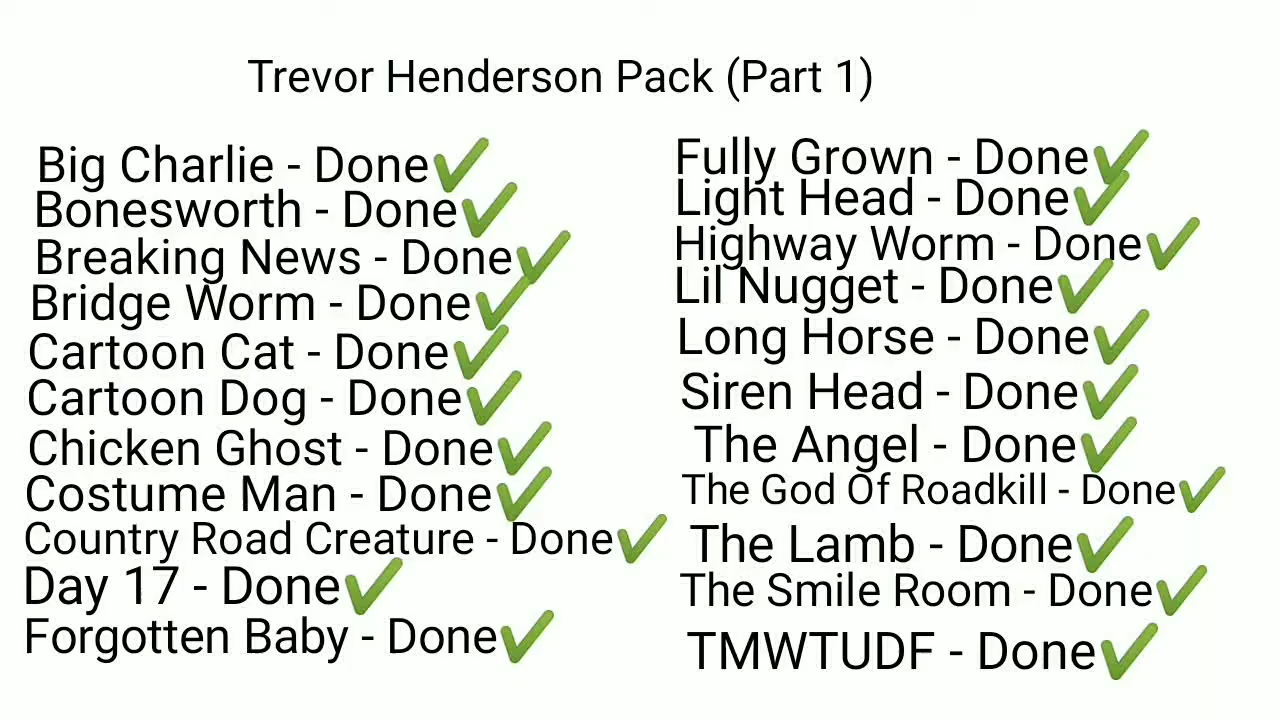 Trevor Henderson Pack (Part 1)
Big Charlie - Done✔
Bonesworth - Done✔
Breaking News - Done✔
Bridge Worm - Done✔
Cartoon Cat - Done✔
Cartoon Dog - Done✔
Chicken Ghost - Done✔
Costume Man - Done✔
Country Road Creature - Done✔
Day 17 - Done✔
Forgotten Baby - Done✔
Fully Grown - Done✔
Light Head - Done✔
Highway Worm - Done✔
Lil Nugget - Done✔
Long Horse - Done✔
Siren Head - Done✔
The Angel - Done✔
The God Of Roadkill - Done✔
The Lamb - Done✔
The Smile Room - Done✔
TMWTUDF - Done✔